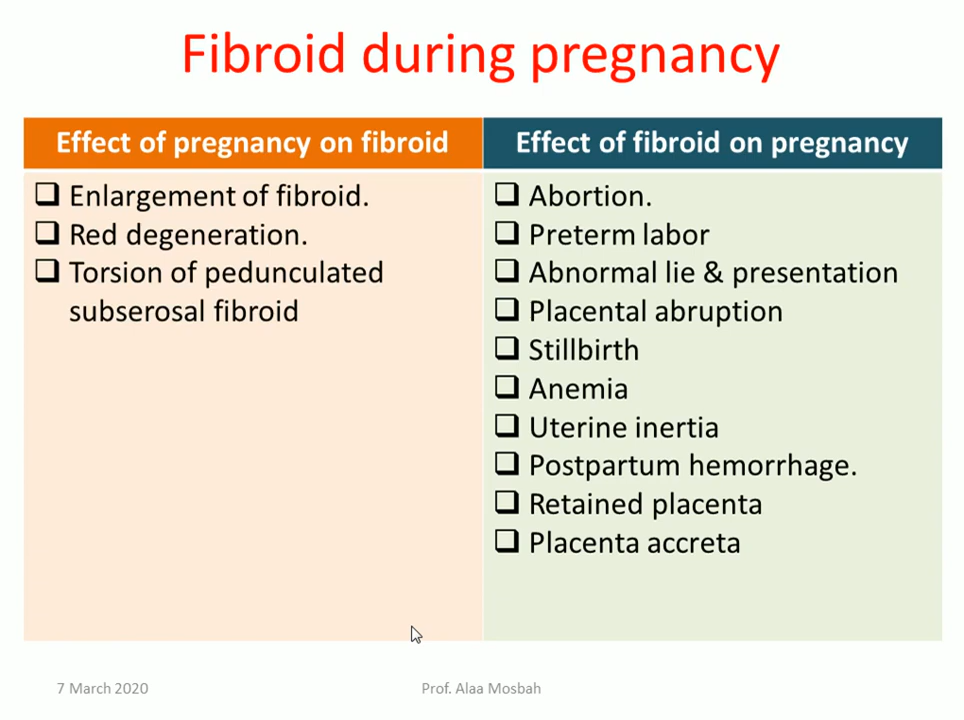 Fibroid during pregnancy
Effect of pregnancy on fibroid
Enlargement of fibroid.
Red degeneration.
Torsion of pedunculated
subserosal fibroid
Effect of fibroid on pregnancy
Abortion.
Preterm labor
Abnormal lie & presentation
Placental abruption
Stillbirth
Anemia
Uterine inertia
Postpartum hemorrhage.
Retained placenta
Placenta accreta
7 March 2020
Prof. Alaa Mosbah